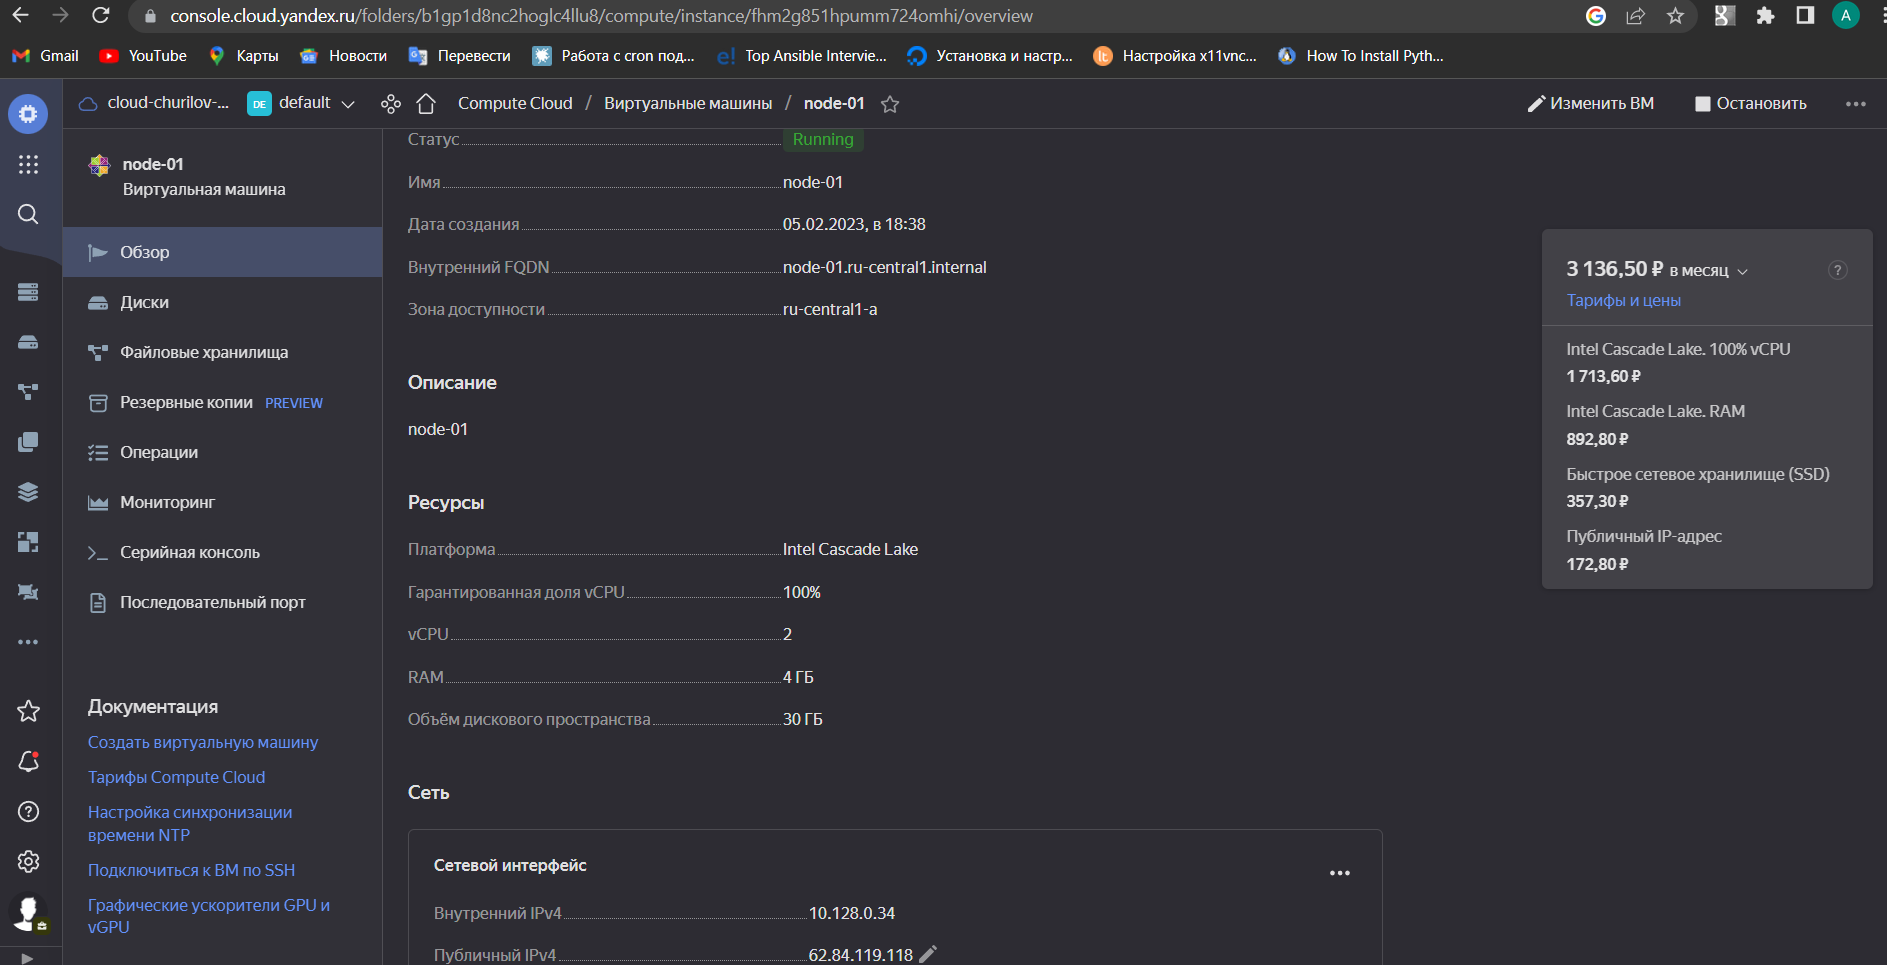 console.cloud.yandex.ru/folders/b1gp1d8nc2hoglc4llu8/compute/instance/fhm2g851hpumm724omhi/overview
A
Gmail YouTube Карты Новости Перевести Работа с cron под... e! Top Ansible Intervie... Установка и настр... lt Настройка x11vnc... How To Install Pyth...
cloud-churilov-... DE default Compute Cloud / Виртуальные машины / node-01 Изменить ВМ Остановить
node-01
Виртуальная машина
Обзор
Диски
Файловые хранилища
Резервные копии PREVIEW
Операции
Мониторинг
Серийная консоль
Последовательный порт
Документация
Создать виртуальную машину
Тарифы Compute Cloud
Настройка синхронизации
времени NTP
Подключиться к ВМ по SSH
Графические ускорители GPU и
vGPU
Статус Running
Имя node-01
Дата создания 05.02.2023, в 18:38
Внутренний FQDN node-01.ru-central1.internal
Зона доступности ru-central1-a
Описание
node-01
Ресурсы
Платформа Intel Cascade Lake
Гарантированная доля vCPU 100%
vCPU 2
RAM 4 ГБ
Объём дискового пространства 30 ГБ
Сеть
Сетевой интерфейс
Внутренний IPv4 10.128.0.34
Публичный IPv4 62.84.119.118
3 136,50 ₽ в месяц ?
Тарифы и цены
Intel Cascade Lake. 100% vCPU
1 713,60 ₽
Intel Cascade Lake. RAM
892,80 ₽
Быстрое сетевое хранилище (SSD)
357,30 ₽
Публичный IP-адрес
172,80 ₽